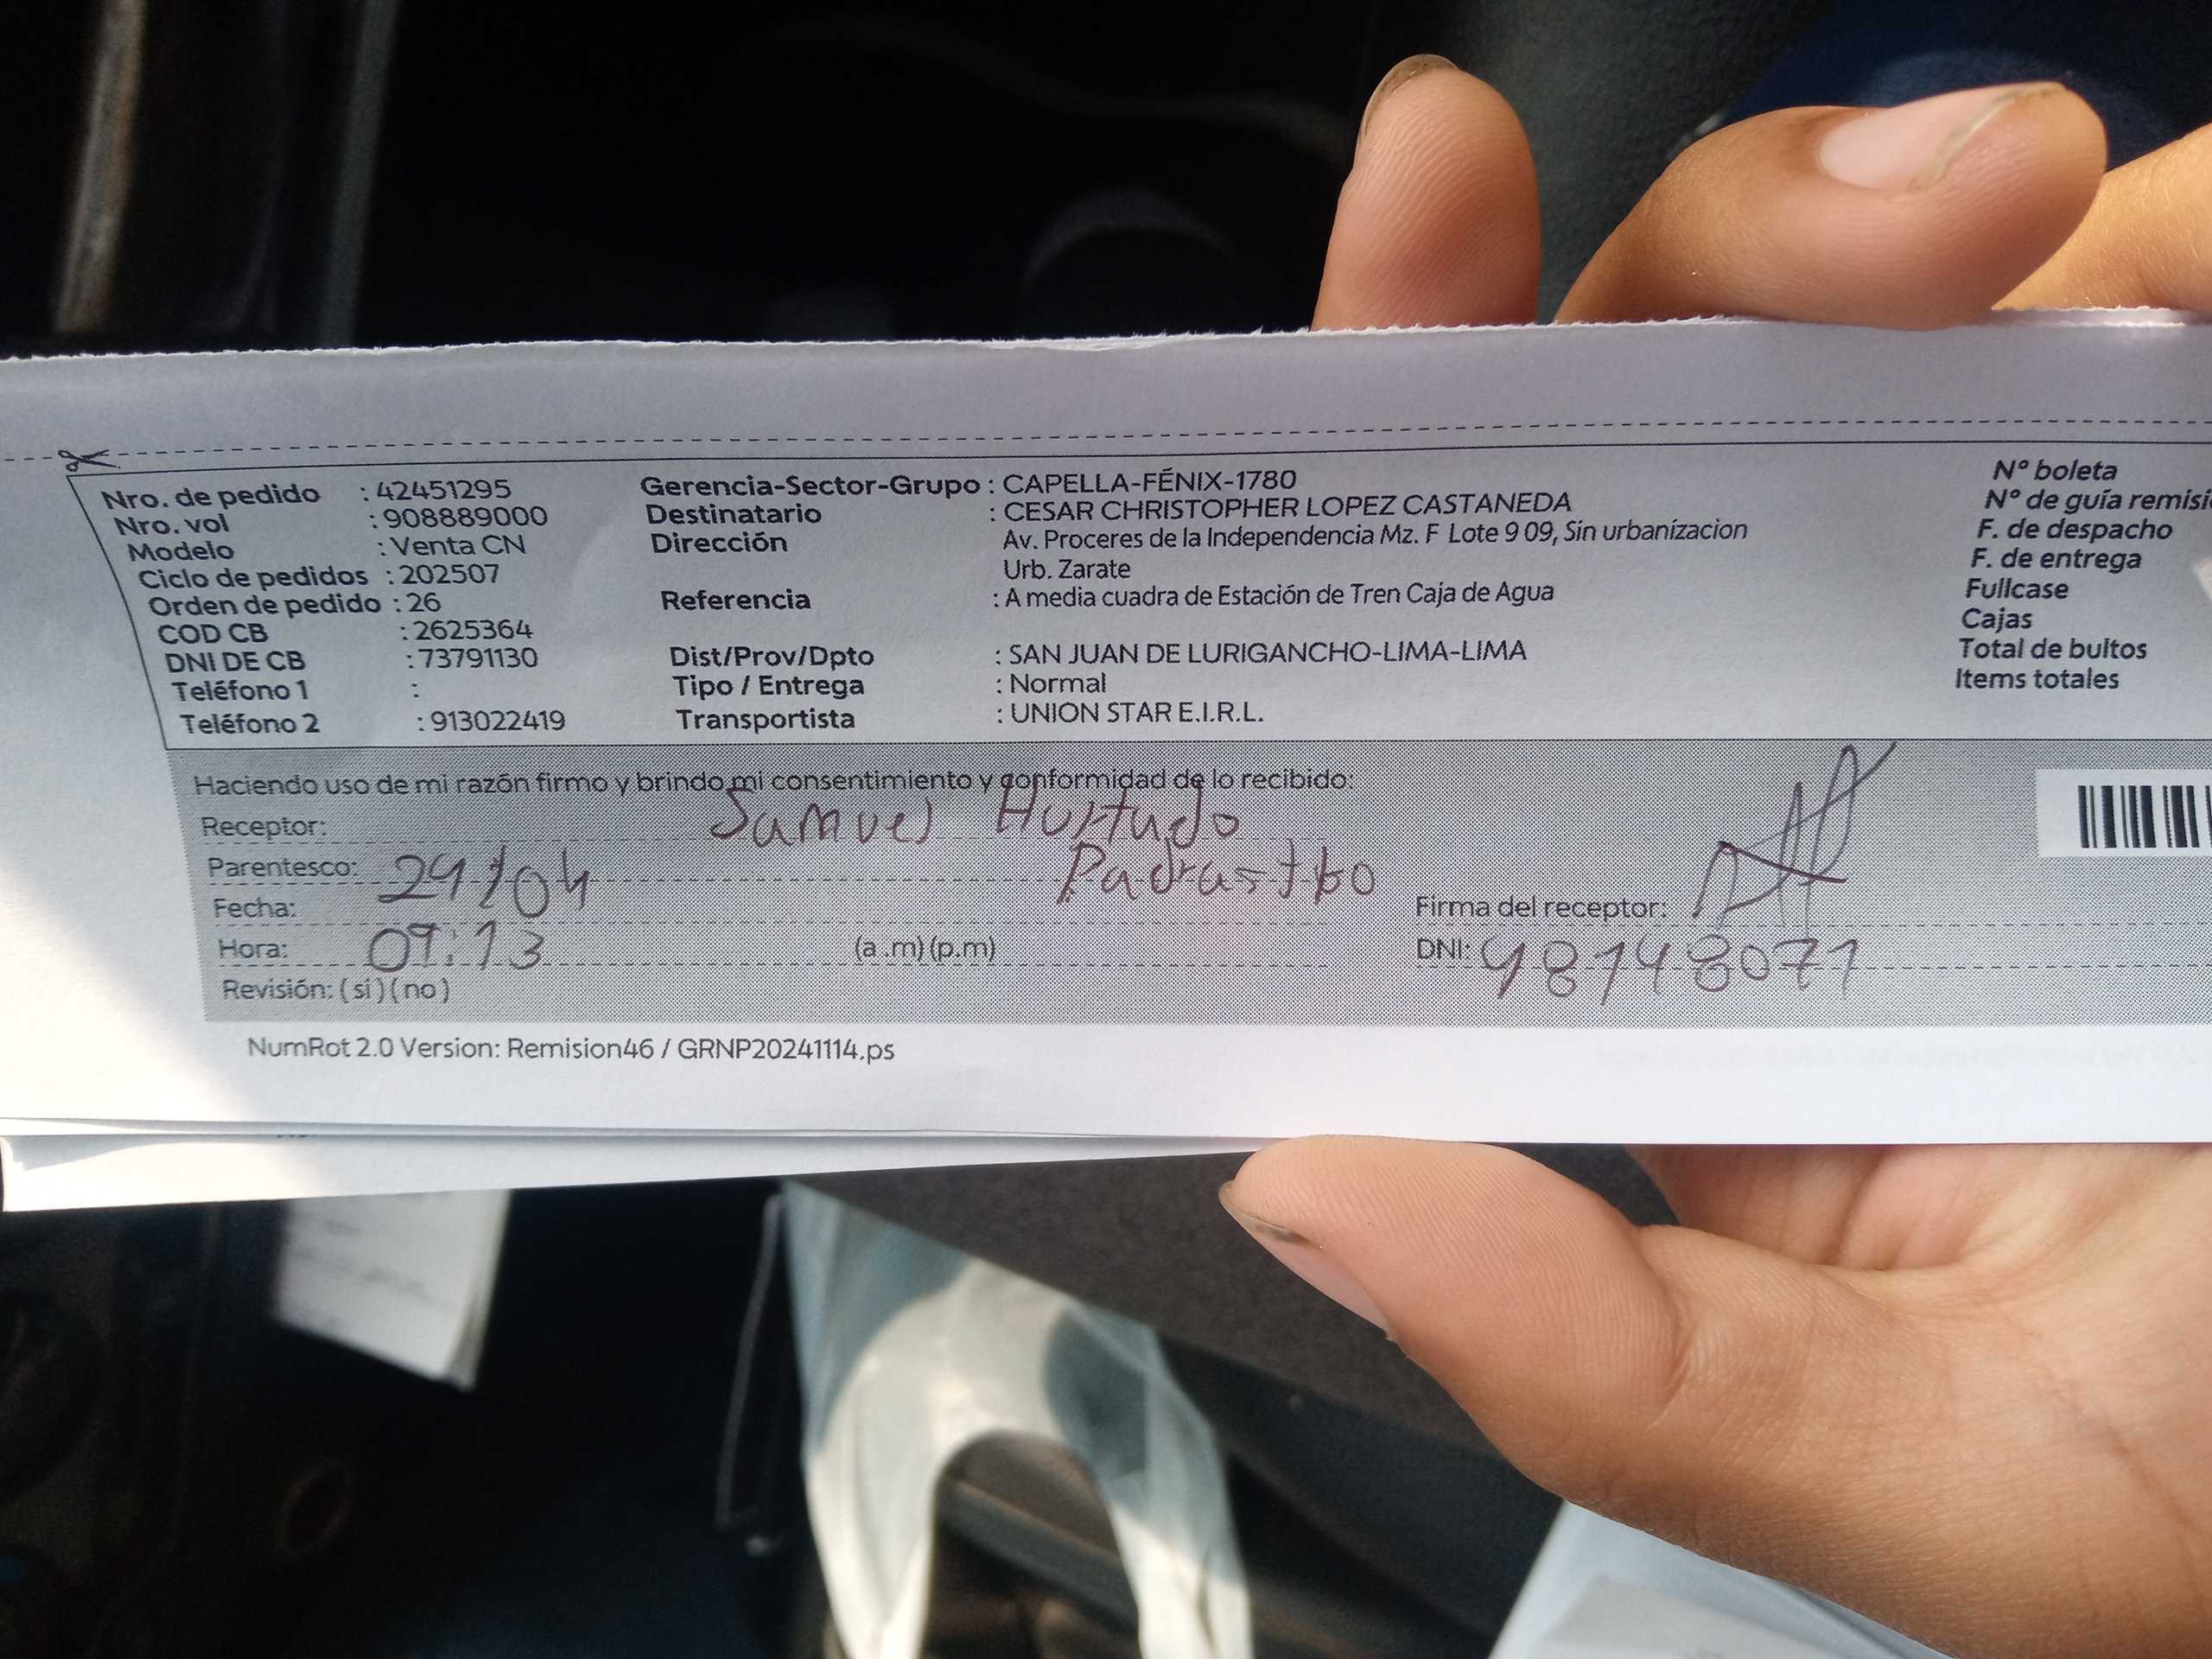 Nro. de pedido : 42451295
Nro. vol : 908889000
Modelo : Venta CN
Ciclo de pedidos : 202507
Orden de pedido : 26
COD CB : 2625364
DNI DE CB : 73791130
Teléfono 1 :
Teléfono 2 : 913022419
Gerencia-Sector-Grupo : CAPELLA-FÉNIX-1780
Destinatario : CESAR CHRISTOPHER LOPEZ CASTANEDA
Dirección Av. Proceres de la Independencia Mz. F Lote 9 09, Sin urbanizacion
Urb. Zarate
Referencia : A media cuadra de Estación de Tren Caja de Agua
Dist/Prov/Dpto : SAN JUAN DE LURIGANCHO-LIMA-LIMA
Tipo / Entrega : Normal
Transportista : UNION STAR E.I.R.L.
N° boleta
N° de guía
F. de despacho
F. de entrega
Fullcase
Cajas
Total de bultos
Items totales
Haciendo uso de mi razón firmo y brindo mi consentimiento y conformidad de lo recibido:
Receptor: Samuel Hurtado
Parentesco: Padrastro
Fecha: 24/04
Hora: 09:13 (a .m) (p.m)
Revisión: (si) (no)
Firma del receptor:
DNI: 48148071
NumRot 2.0 Version: Remision46 / GRNP20241114.ps